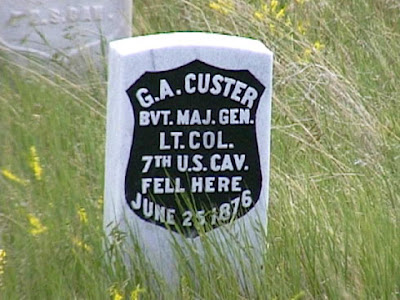 G.A. CUSTER
BVT. MAJ. GEN.
LT. COL.
7TH U.S. CAV.
FELL HERE
JUNE 25 1876